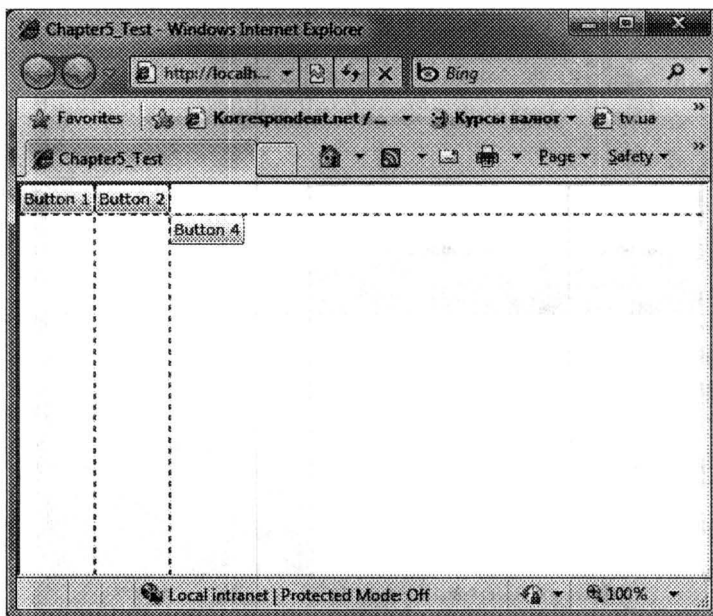 Chapter5_Test - Windows Internet Explorer
http://localh...
Bing
Favorites
Korrespondent.net / ...
Курсы валют
tv.ua
»
Chapter5_Test
Page
Safety
»
Button 1
Button 2
Button 4
Local intranet | Protected Mode: Off
100%